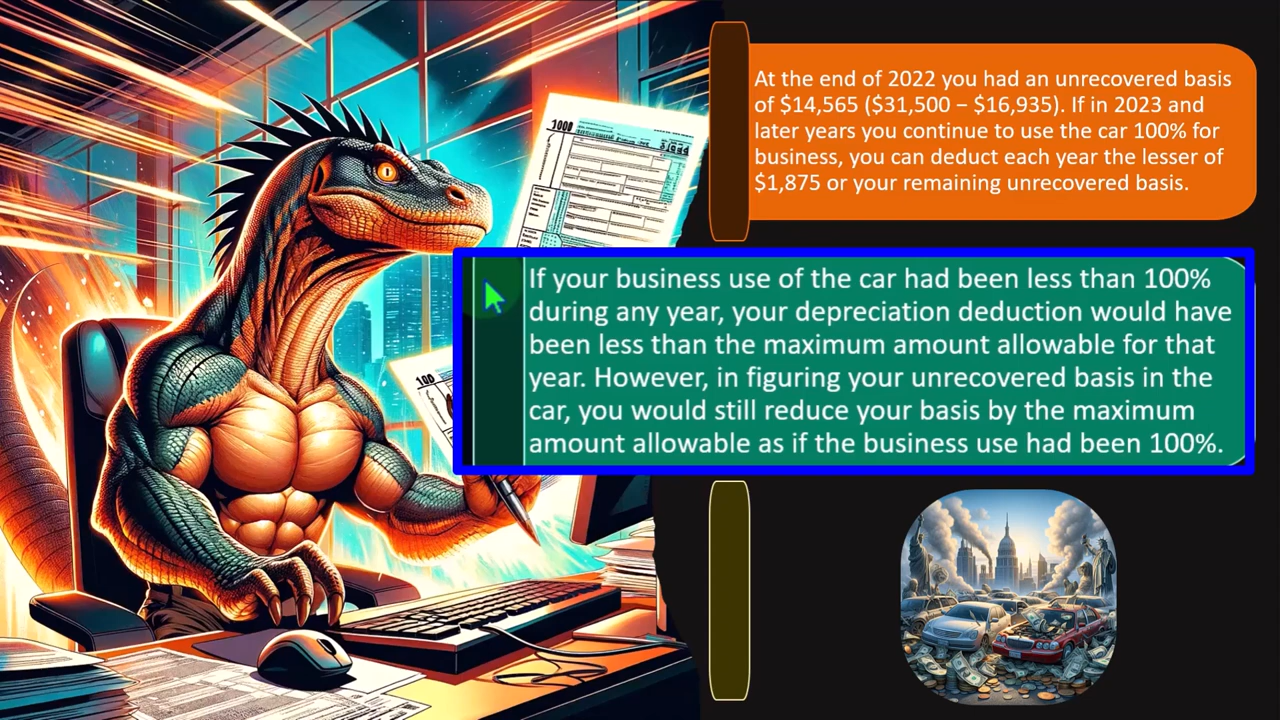 At the end of 2022 you had an unrecovered basis
of $14,565 ($31,500 − $16,935). If in 2023 and
later years you continue to use the car 100% for
business, you can deduct each year the lesser of
$1,875 or your remaining unrecovered basis.
If your business use of the car had been less than 100%
during any year, your depreciation deduction would have
been less than the maximum amount allowable for that
year. However, in figuring your unrecovered basis in the
car, you would still reduce your basis by the maximum
amount allowable as if the business use had been 100%.
1000
100